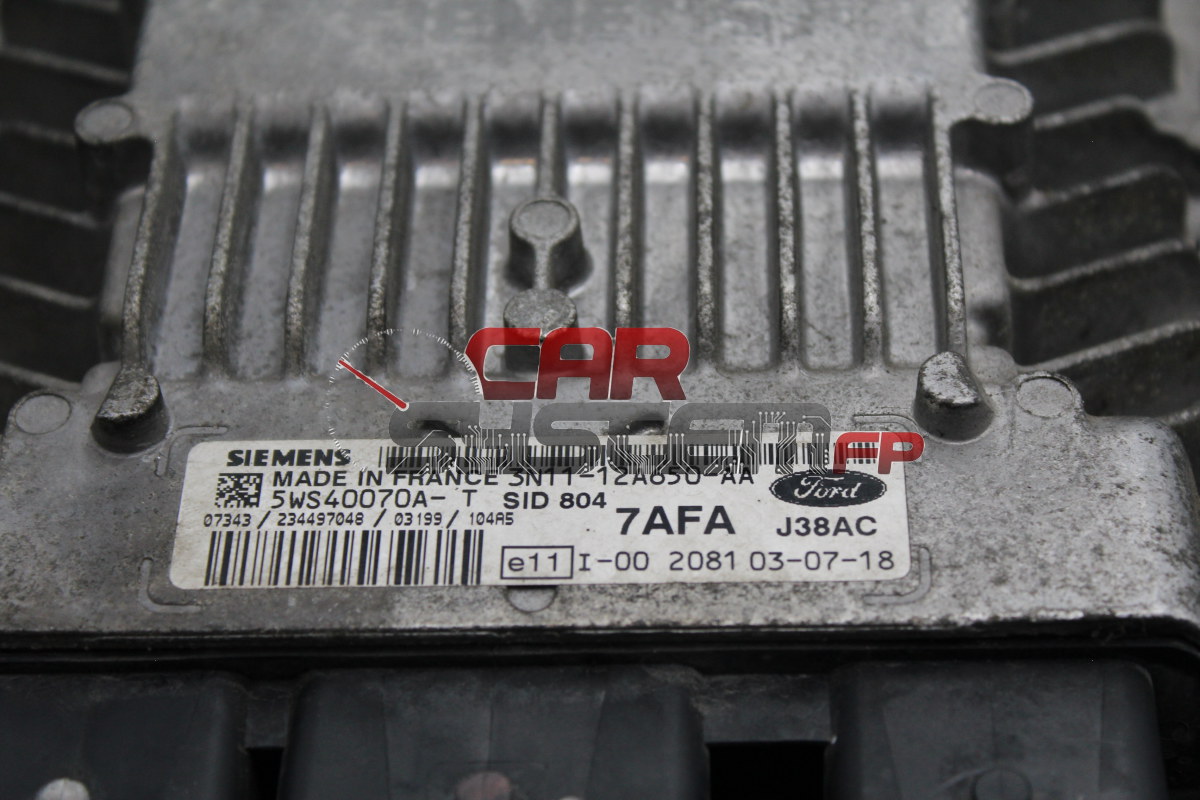 CAR
SYSTEM FP
SIEMENS
MADE IN FRANCE 3N11-12A650-AA
5WS40070A- T SID 804
Ford
07343 / 234497048 / 03199 / 104A5
7AFA J38AC
e11 I-00 2081 03-07-18